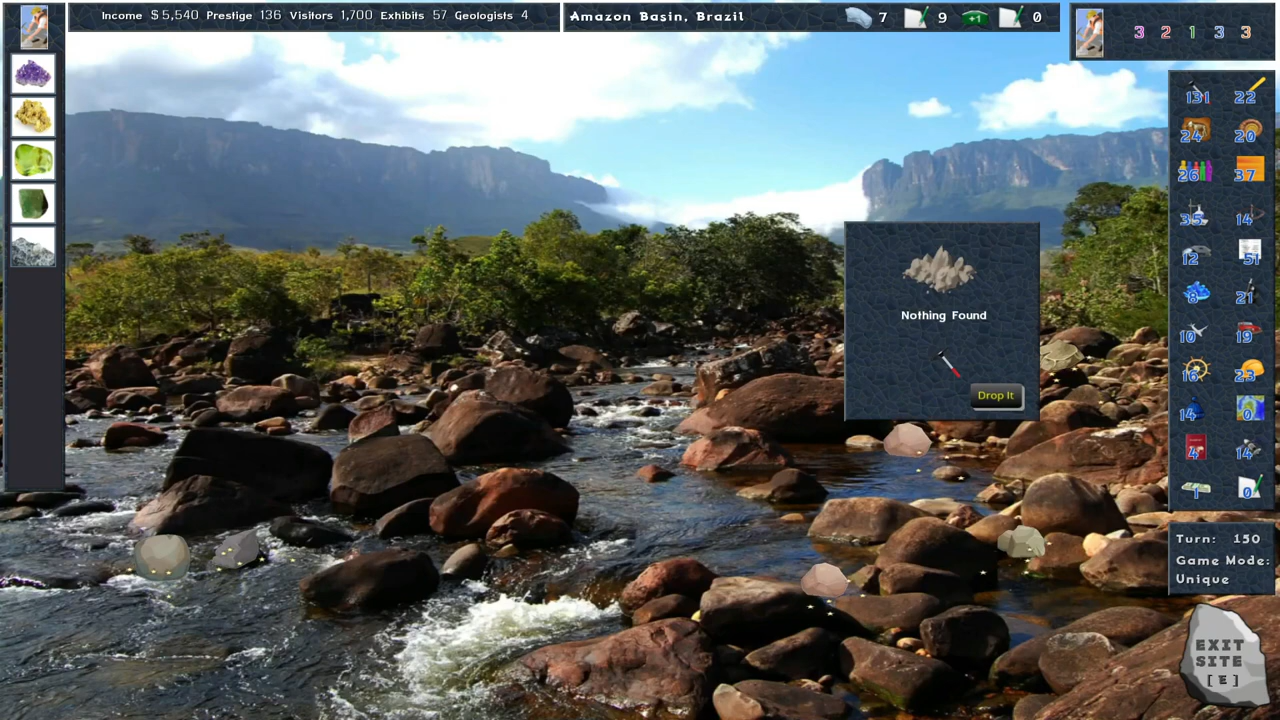 Income $5,540 Prestige 136 Visitors 1,700 Exhibits 57 Geologists 4
Amazon Basin, Brazil 7 9 +1 0
3 2 1 3 3
131 22
24 20
26 37
35 14
12 51
8 21
10 19
16 23
14 0
4 14
1 0
Nothing Found
Drop It
Turn: 150
Game Mode:
Unique
EXIT
SITE
[E]